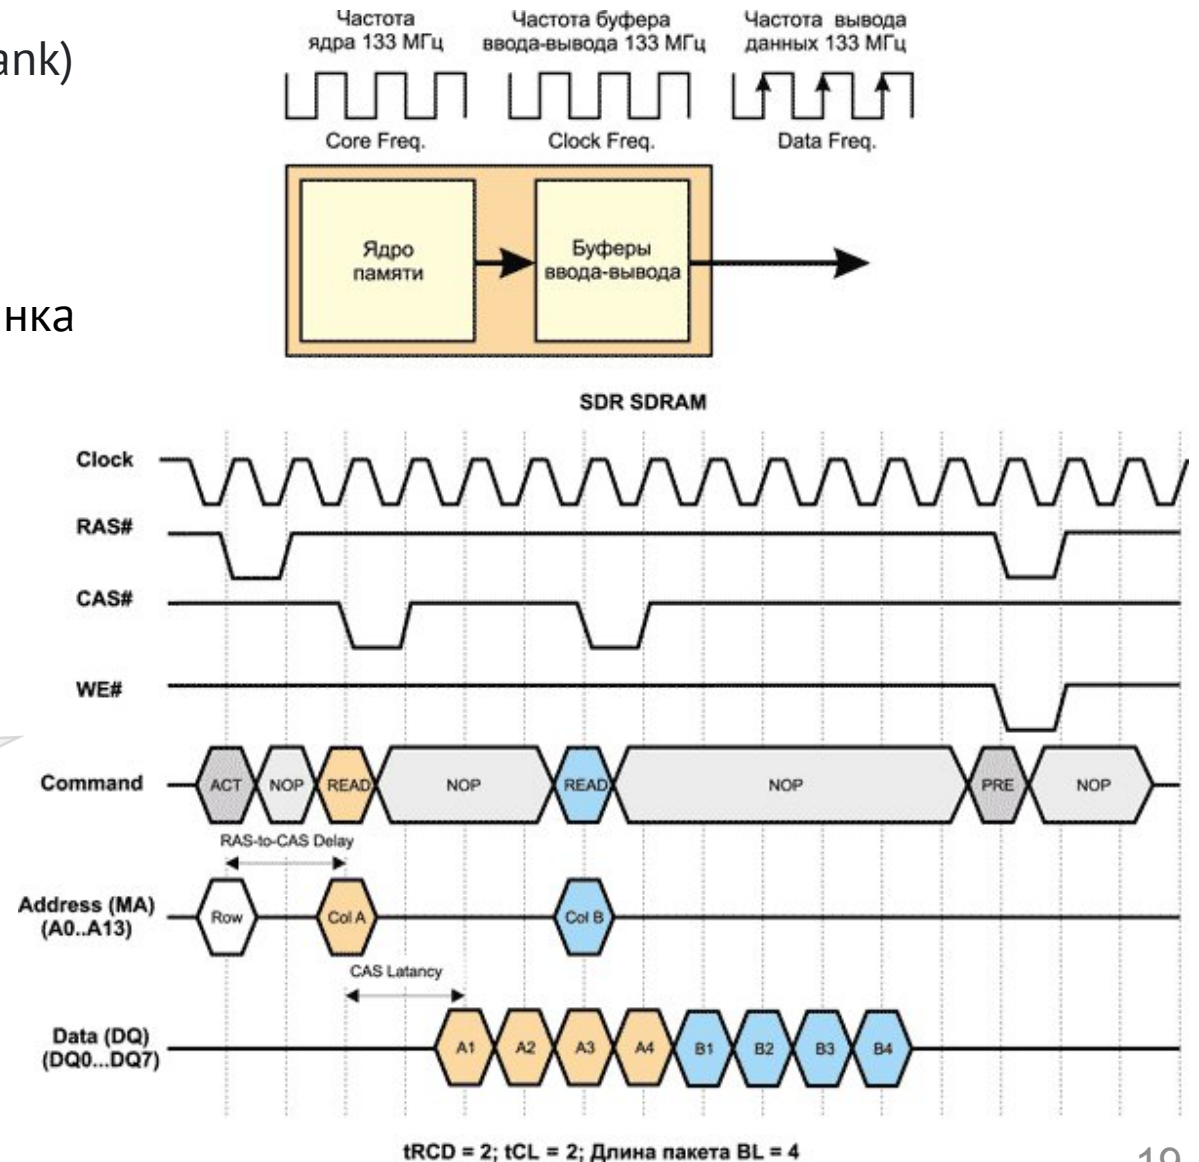 ank)
нка
Частота
ядра 133 МГц
Частота буфера
ввода-вывода 133 МГц
Частота вывода
данных 133 МГц
Core Freq.
Clock Freq.
Data Freq.
Ядро
памяти
Буферы
ввода-вывода
SDR SDRAM
Clock
RAS#
CAS#
WE#
Command
ACT NOP READ NOP READ NOP PRE NOP
RAS-to-CAS Delay
Address (MA)
(A0..A13)
Row Col A Col B
CAS Latancy
Data (DQ)
(DQ0...DQ7)
A1 A2 A3 A4 B1 B2 B3 B4
tRCD = 2; tCL = 2; Длина пакета BL = 4
19